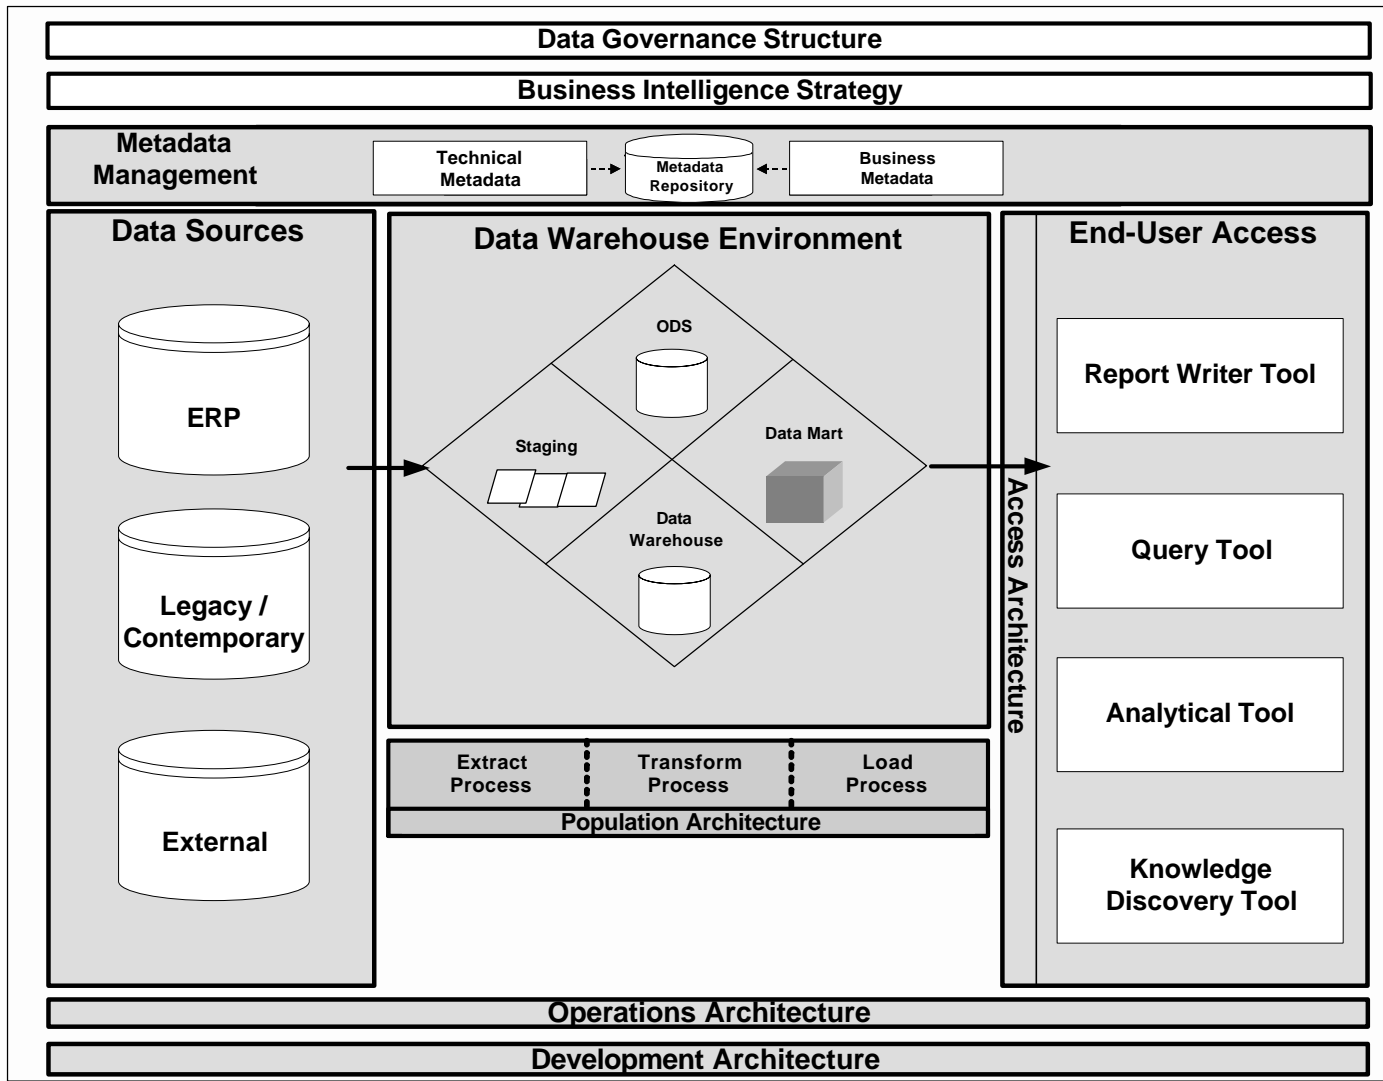 Data Governance Structure
Business Intelligence Strategy
Metadata
Management
Technical
Metadata
Metadata
Repository
Business
Metadata
Data Sources
ERP
Legacy /
Contemporary
External
Data Warehouse Environment
ODS
Staging
Data Mart
Data
Warehouse
Extract
Process
Transform
Process
Load
Process
Population Architecture
Access Architecture
End-User Access
Report Writer Tool
Query Tool
Analytical Tool
Knowledge
Discovery Tool
Operations Architecture
Development Architecture